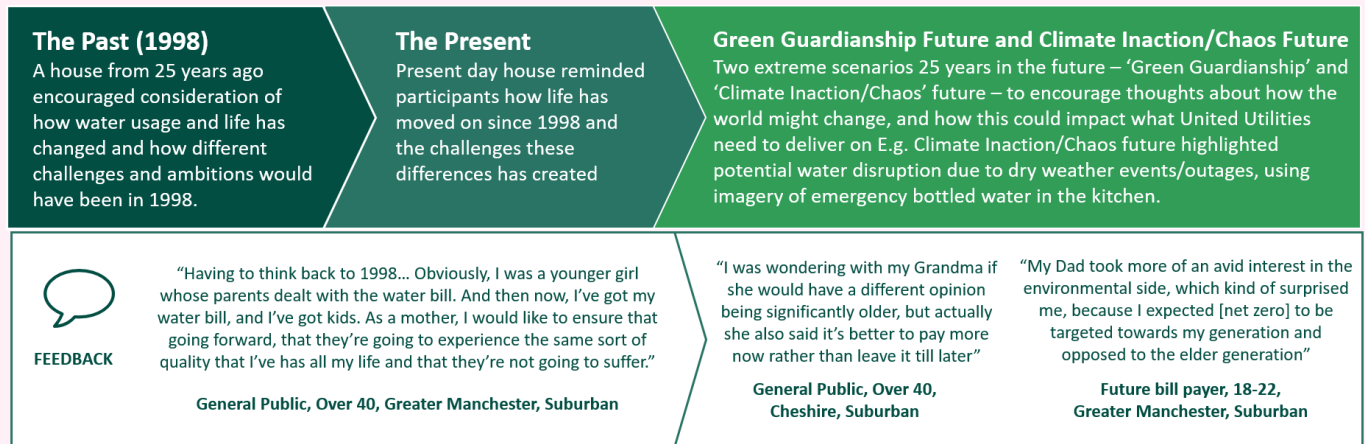 The Past (1998)
A house from 25 years ago
encouraged consideration of
how water usage and life has
changed and how different
challenges and ambitions would
have been in 1998.
The Present
Present day house reminded
participants how life has
moved on since 1998 and
the challenges these
differences has created
Green Guardianship Future and Climate Inaction/Chaos Future
Two extreme scenarios 25 years in the future – ‘Green Guardianship’ and
‘Climate Inaction/Chaos’ future – to encourage thoughts about how the
world might change, and how this could impact what United Utilities
need to deliver on E.g. Climate Inaction/Chaos future highlighted
potential water disruption due to dry weather events/outages, using
imagery of emergency bottled water in the kitchen.
FEEDBACK
“Having to think back to 1998… Obviously, I was a younger girl
whose parents dealt with the water bill. And then now, I’ve got my
water bill, and I’ve got kids. As a mother, I would like to ensure that
going forward, that they’re going to experience the same sort of
quality that I’ve has all my life and that they’re not going to suffer.”
General Public, Over 40, Greater Manchester, Suburban
“I was wondering with my Grandma if
she would have a different opinion
being significantly older, but actually
she also said it’s better to pay more
now rather than leave it till later”
General Public, Over 40,
Cheshire, Suburban
“My Dad took more of an avid interest in the
environmental side, which kind of surprised
me, because I expected [net zero] to be
targeted towards my generation and
opposed to the elder generation”
Future bill payer, 18-22,
Greater Manchester, Suburban